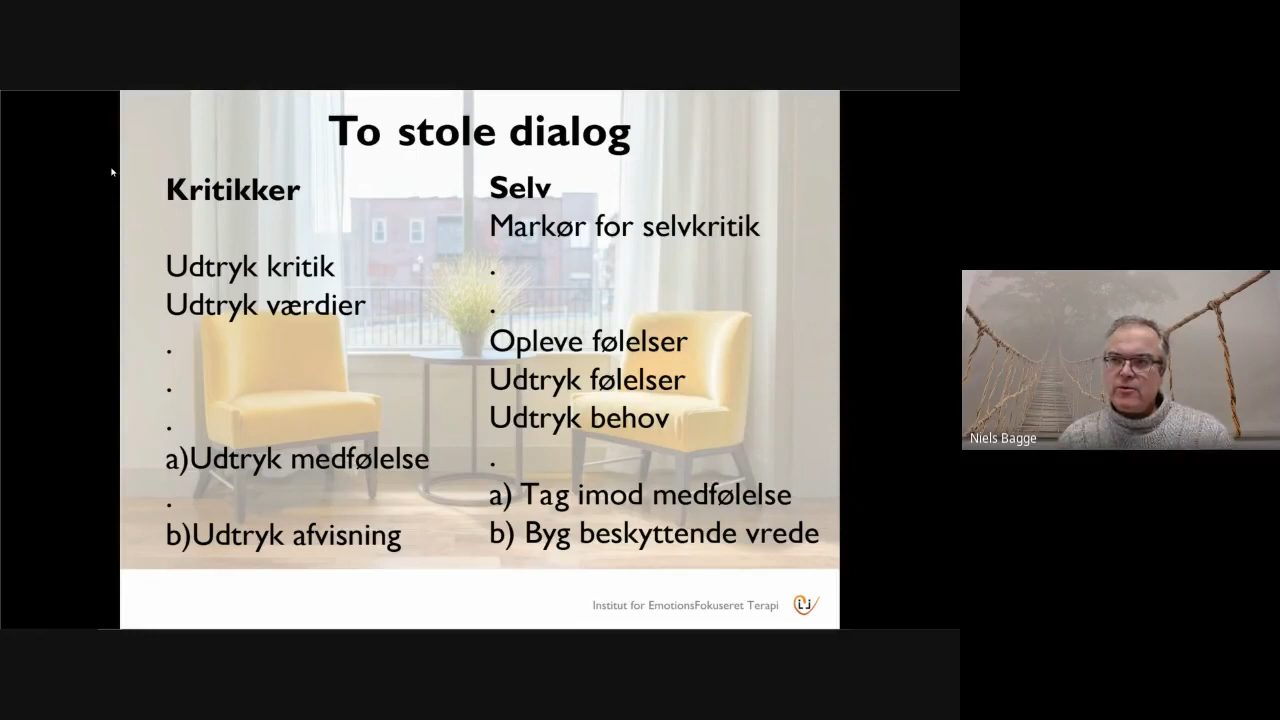 To stole dialog
Kritikker
Udtryk kritik
Udtryk værdier
.
.
.
a)Udtryk medfølelse
.
b)Udtryk afvisning
Selv
Markør for selvkritik
.
.
Opleve følelser
Udtryk følelser
Udtryk behov
.
a) Tag imod medfølelse
b) Byg beskyttende vrede
Institut for EmotionsFokuseret Terapi
Niels Bagge